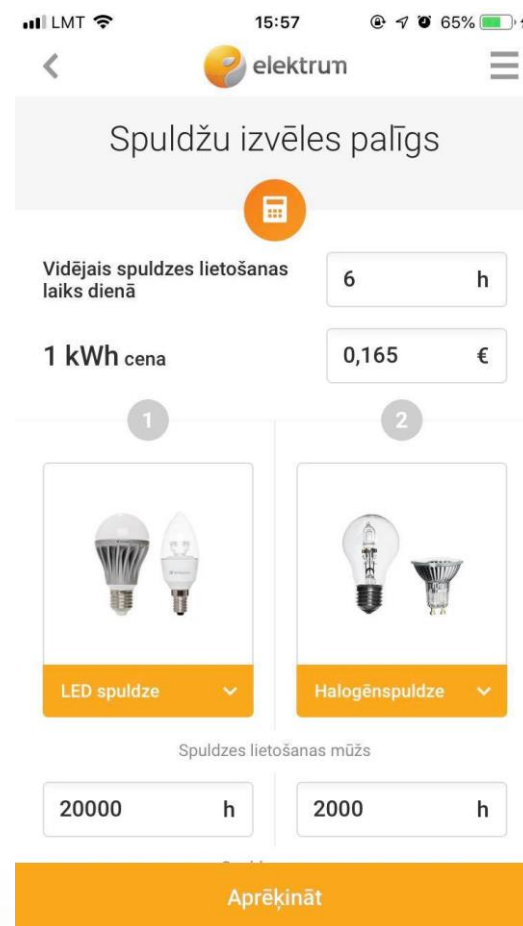 LMT 15:57 65%
elektrum
Spuldžu izvēles palīgs
Vidējais spuldzes lietošanas
laiks dienā
6 h
1 kWh cena
0,165 €
1 2
LED spuldze
Halogēnspuldze
Spuldzes lietošanas mūžs
20000 h
2000 h
Aprēķināt